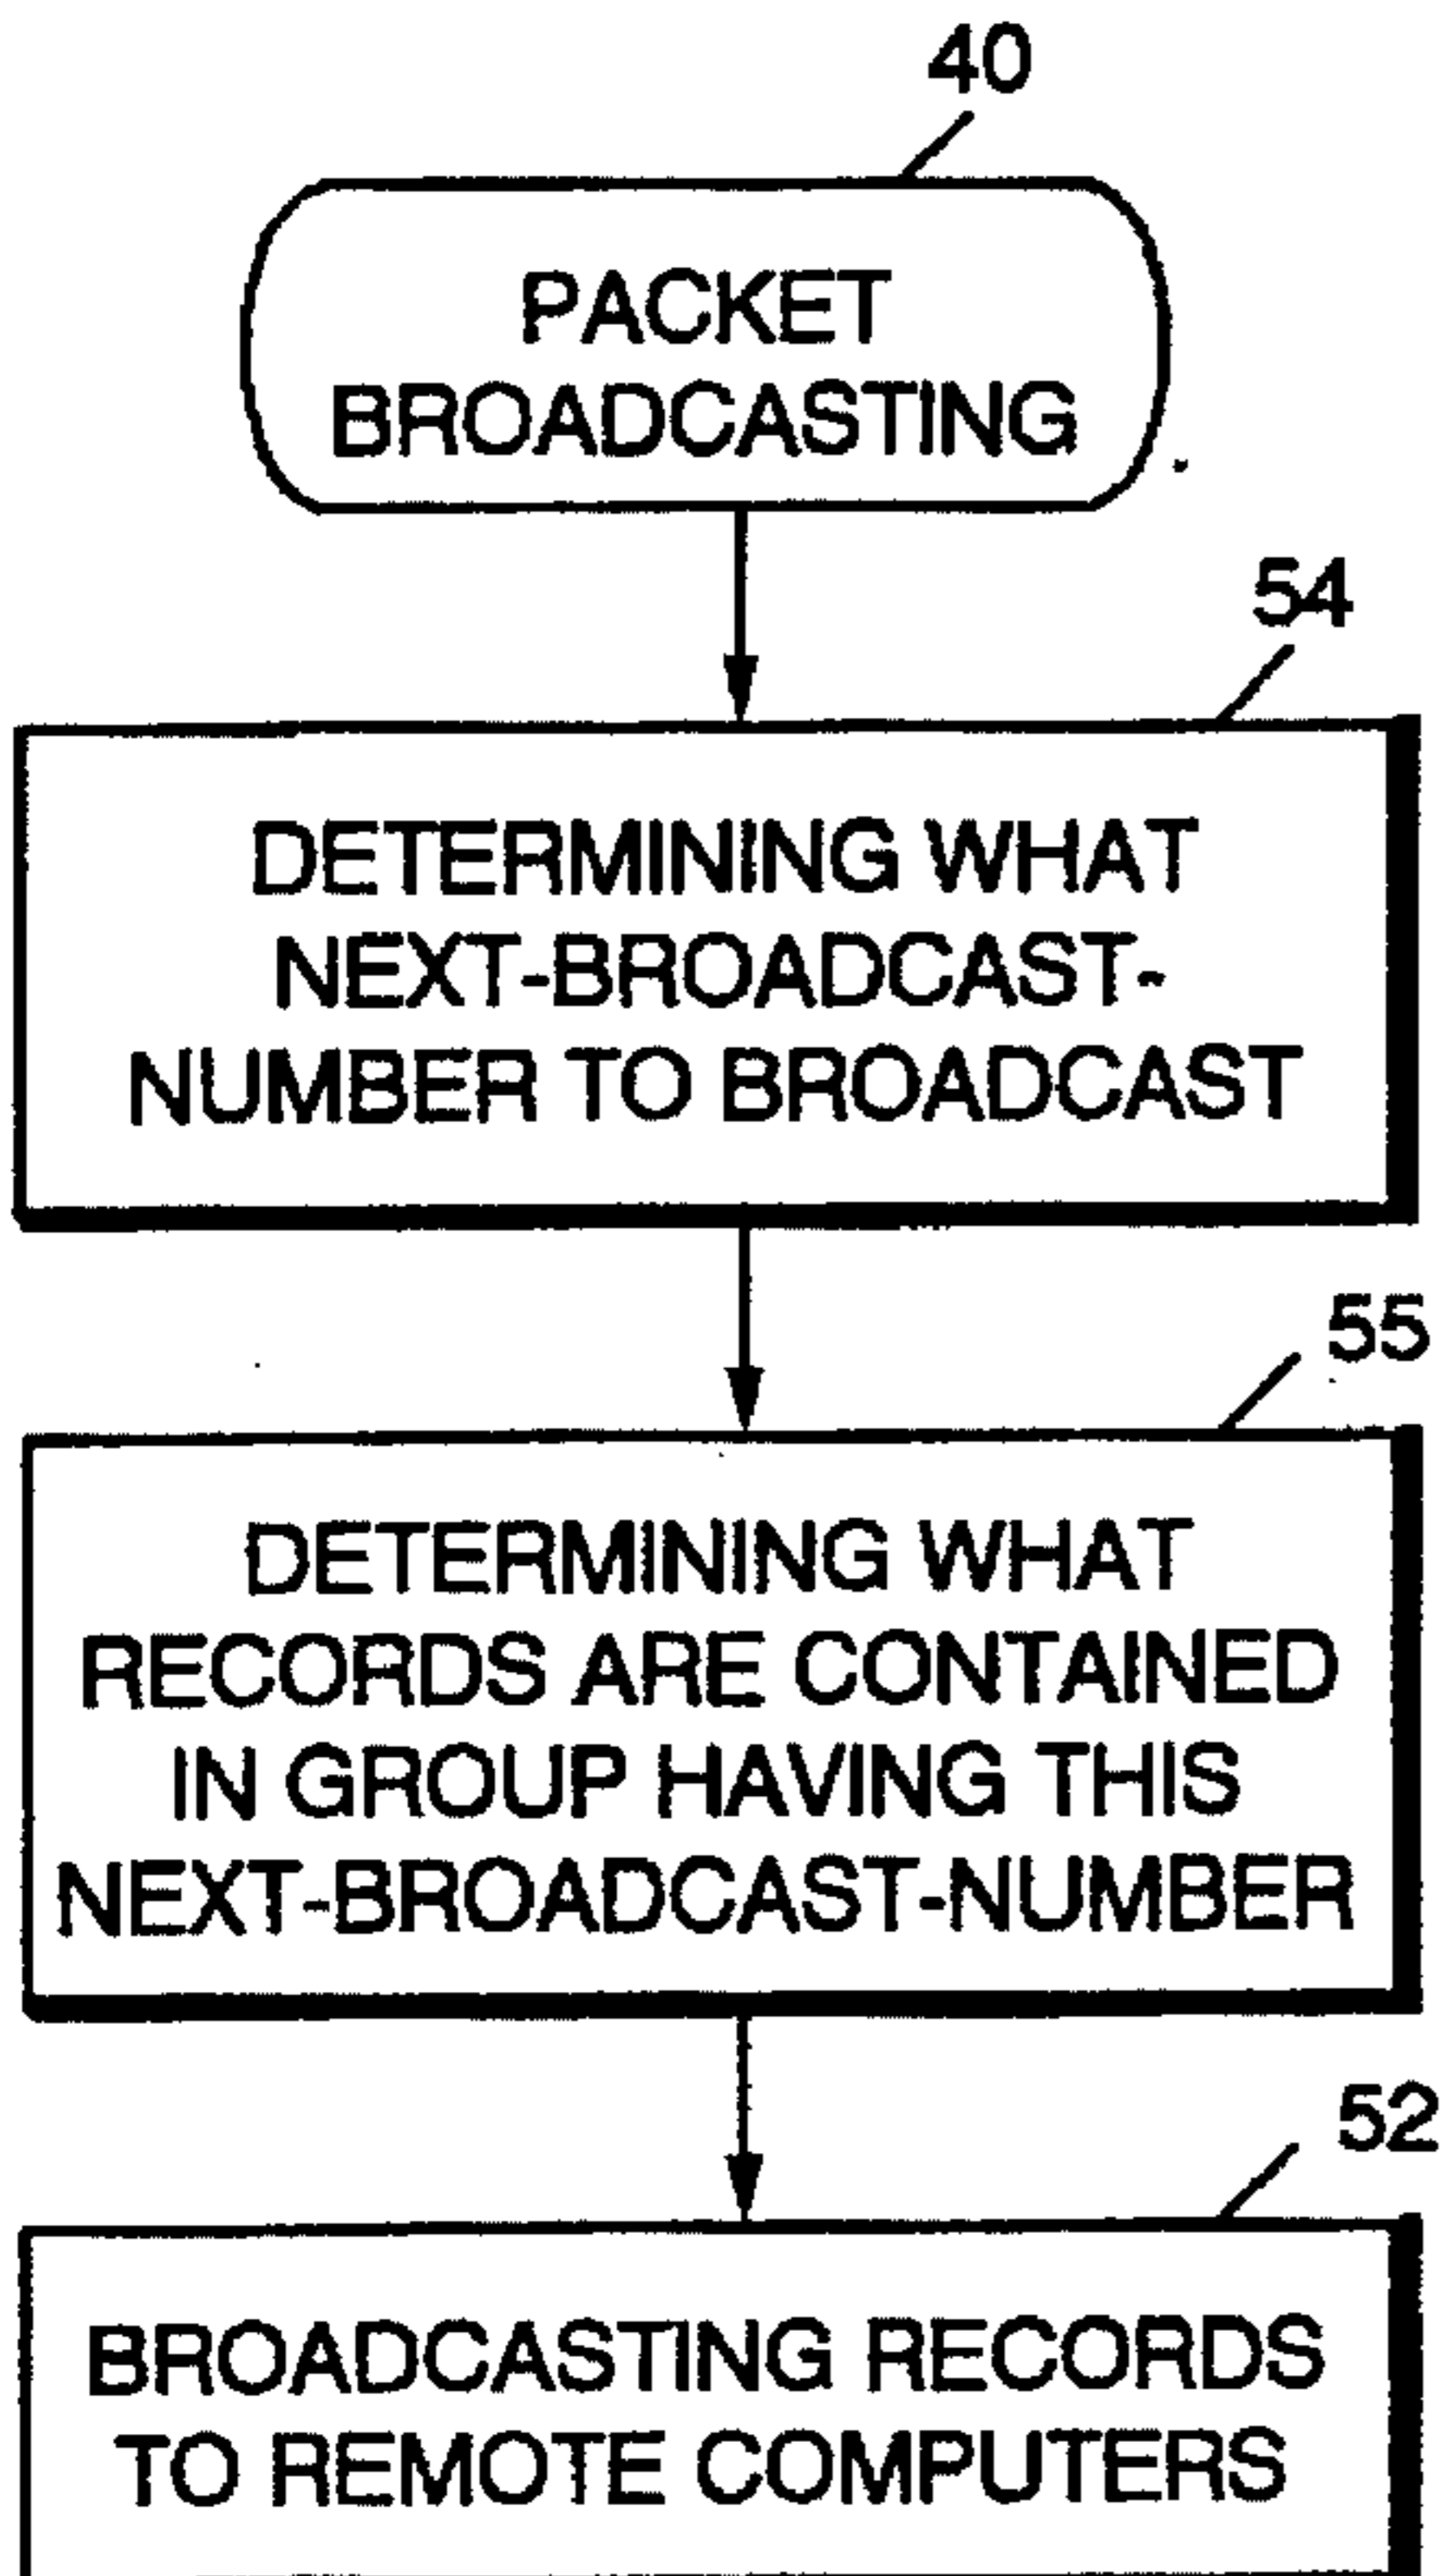 40
PACKET
BROADCASTING
54
DETERMINING WHAT
NEXT-BROADCAST-
NUMBER TO BROADCAST
55
DETERMINING WHAT
RECORDS ARE CONTAINED
IN GROUP HAVING THIS
NEXT-BROADCAST-NUMBER
52
BROADCASTING RECORDS
TO REMOTE COMPUTERS